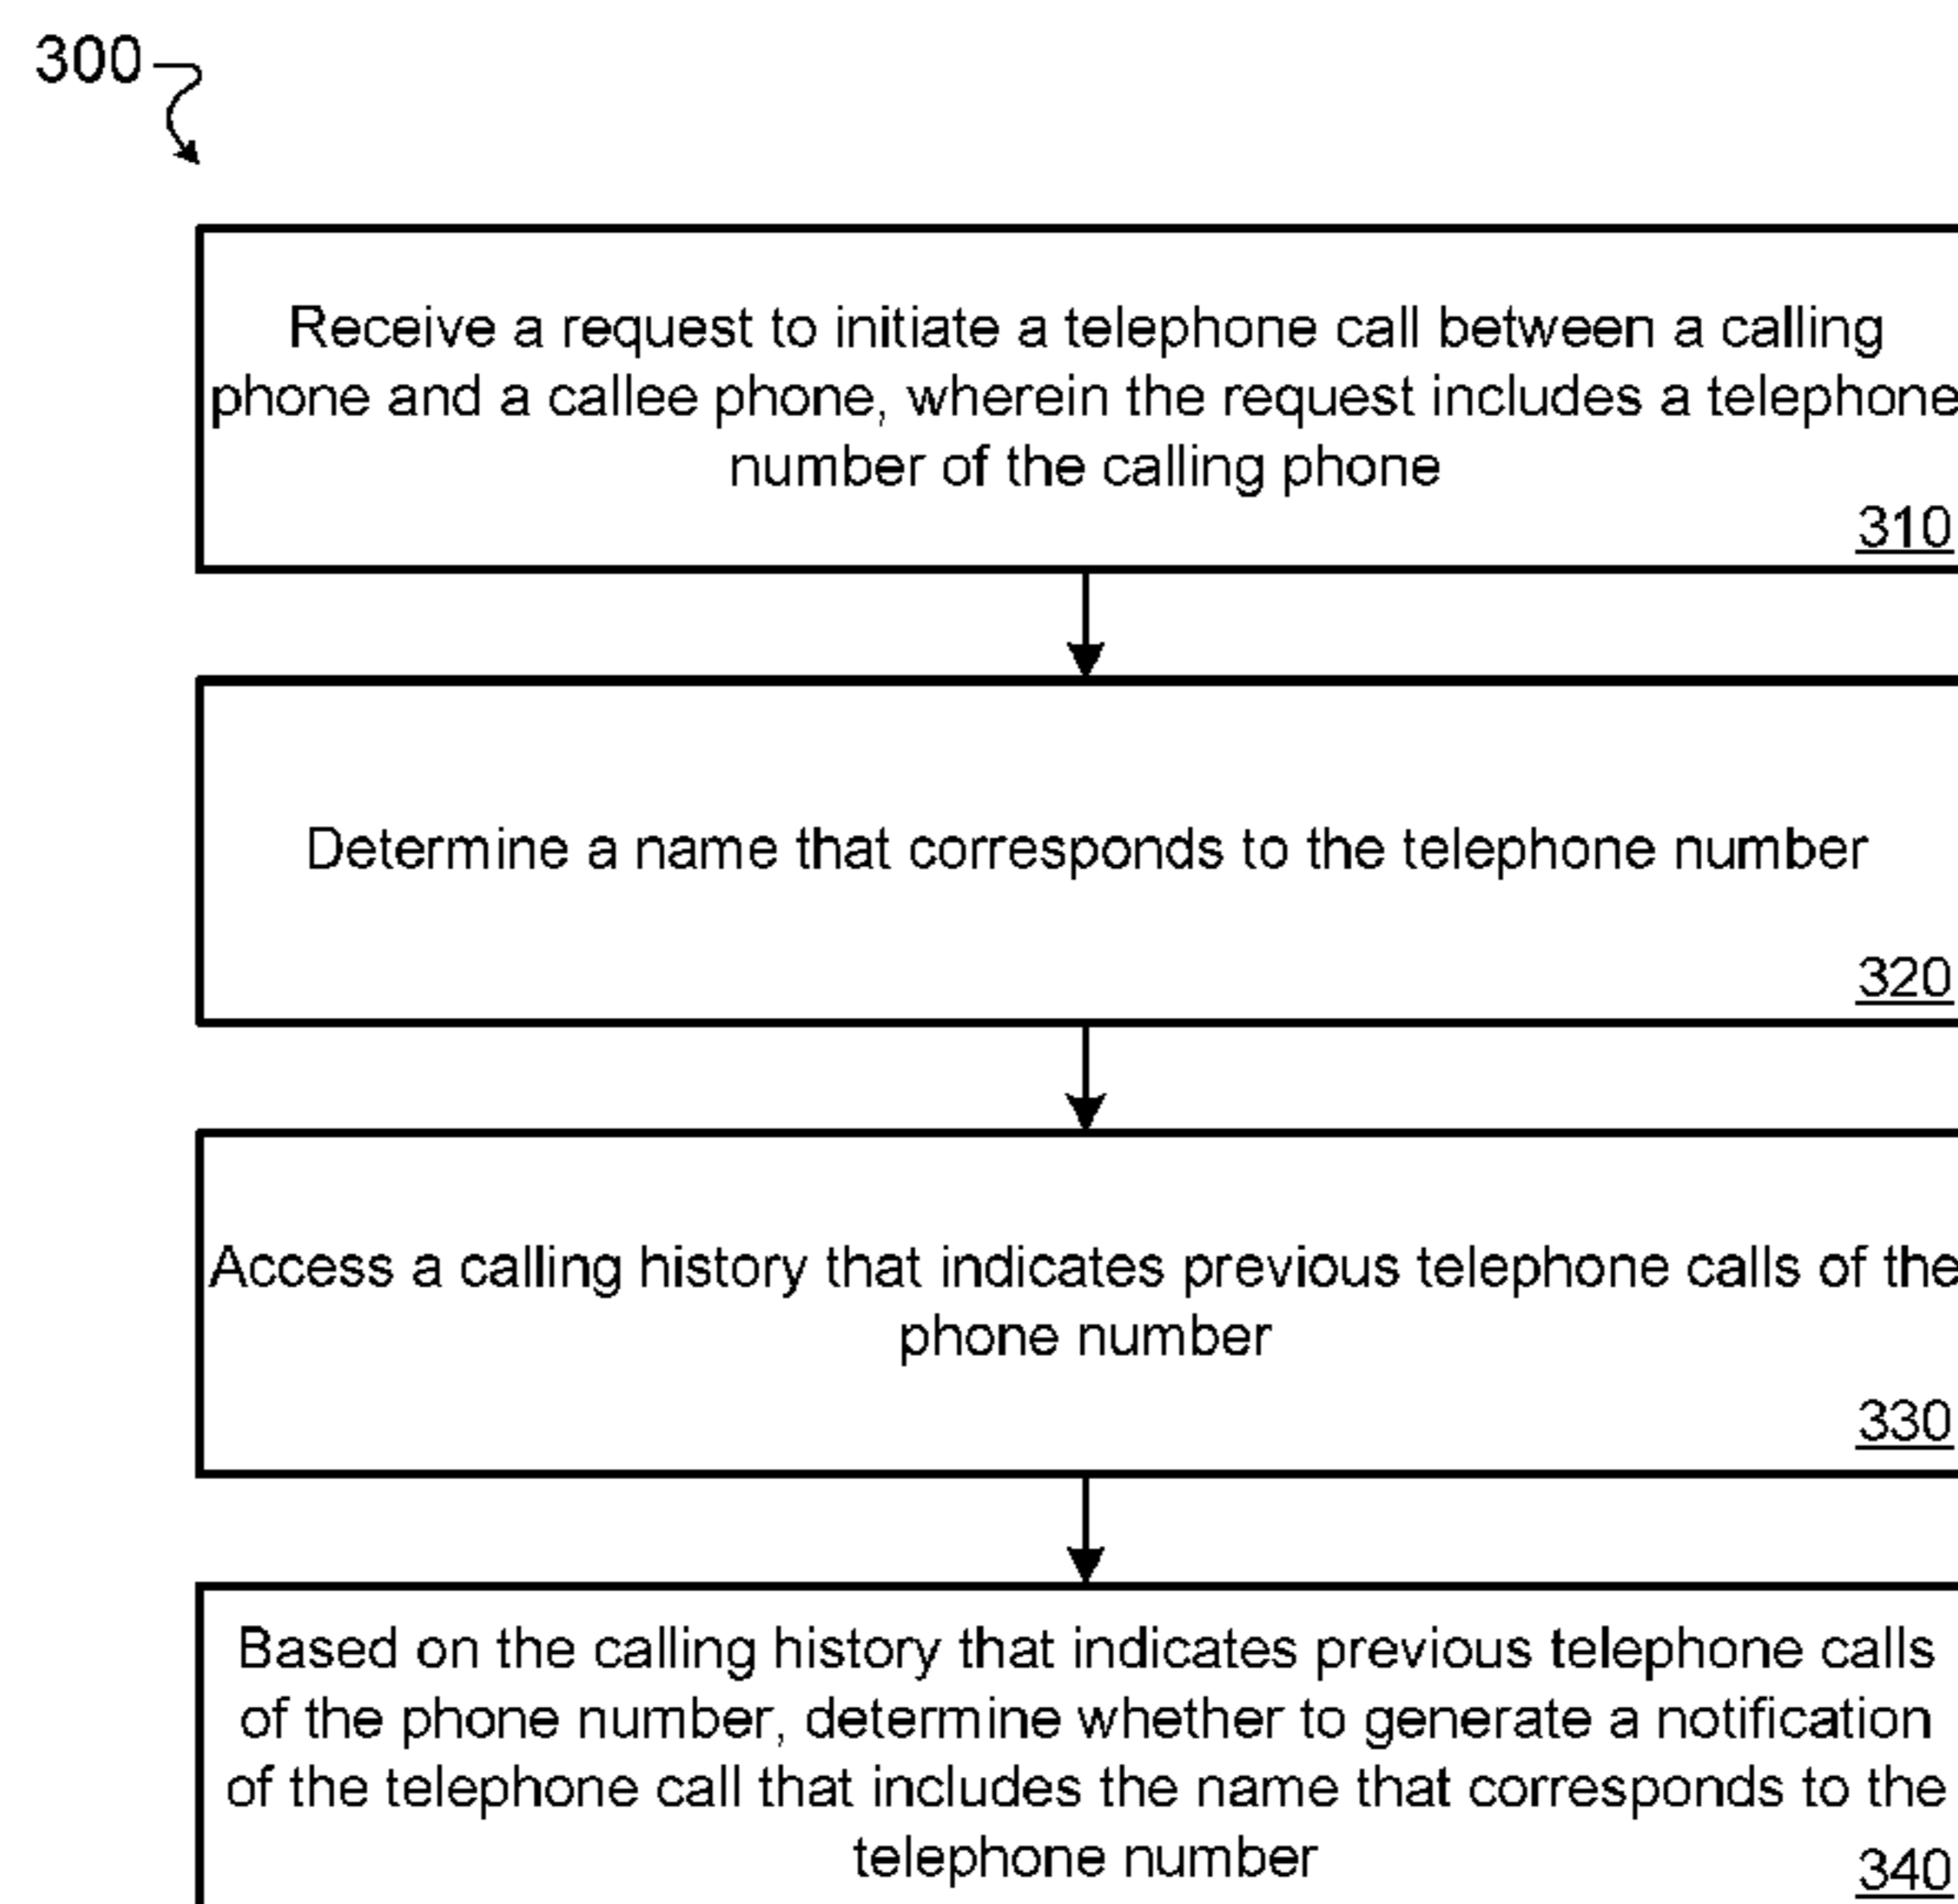 300
Receive a request to initiate a telephone call between a calling
phone and a callee phone, wherein the request includes a telephone
number of the calling phone
310
Determine a name that corresponds to the telephone number
320
Access a calling history that indicates previous telephone calls of the
phone number
330
Based on the calling history that indicates previous telephone calls
of the phone number, determine whether to generate a notification
of the telephone call that includes the name that corresponds to the
telephone number
340